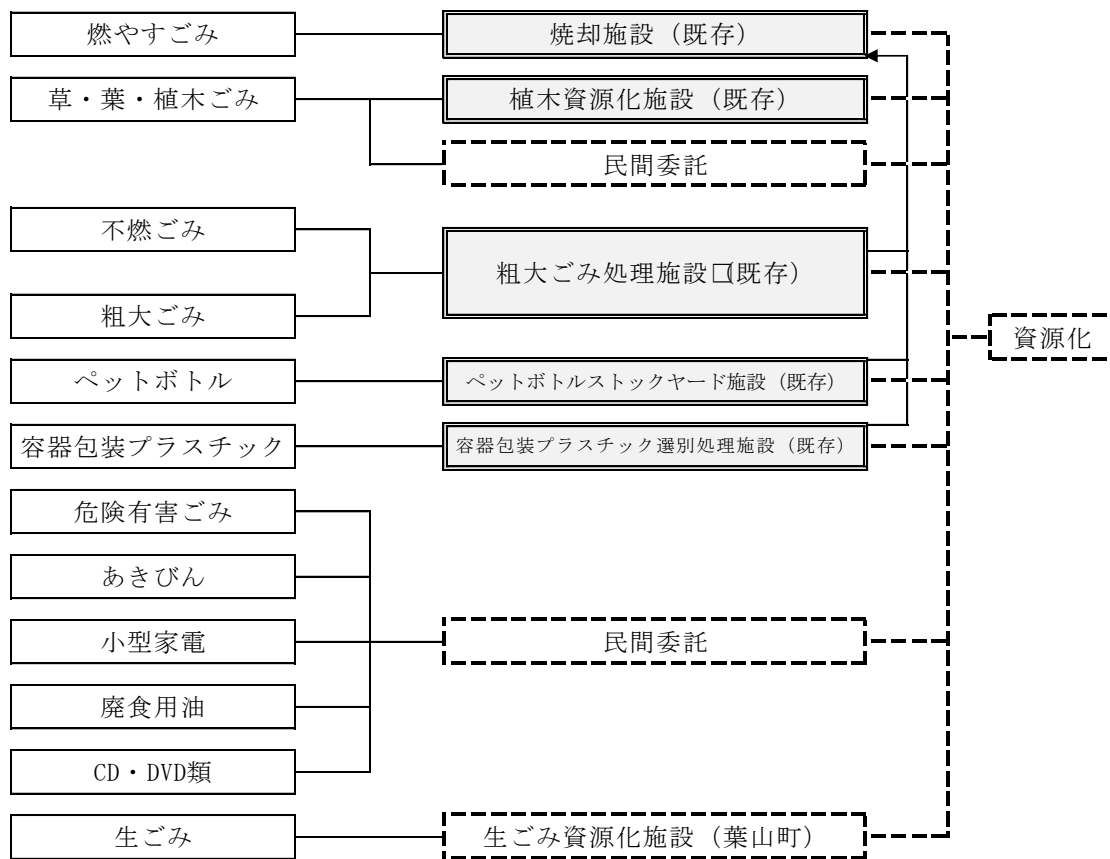 燃やすごみ
焼却施設（既存）
草・葉・植木ごみ
植木資源化施設（既存）
民間委託
不燃ごみ
粗大ごみ処理施設□(既存）
粗大ごみ
資源化
ペットボトル
ペットボトルストックヤード施設（既存）
容器包装プラスチック
容器包装プラスチック選別処理施設（既存）
危険有害ごみ
あきびん
小型家電
民間委託
廃食用油
CD・DVD類
生ごみ
生ごみ資源化施設（葉山町）